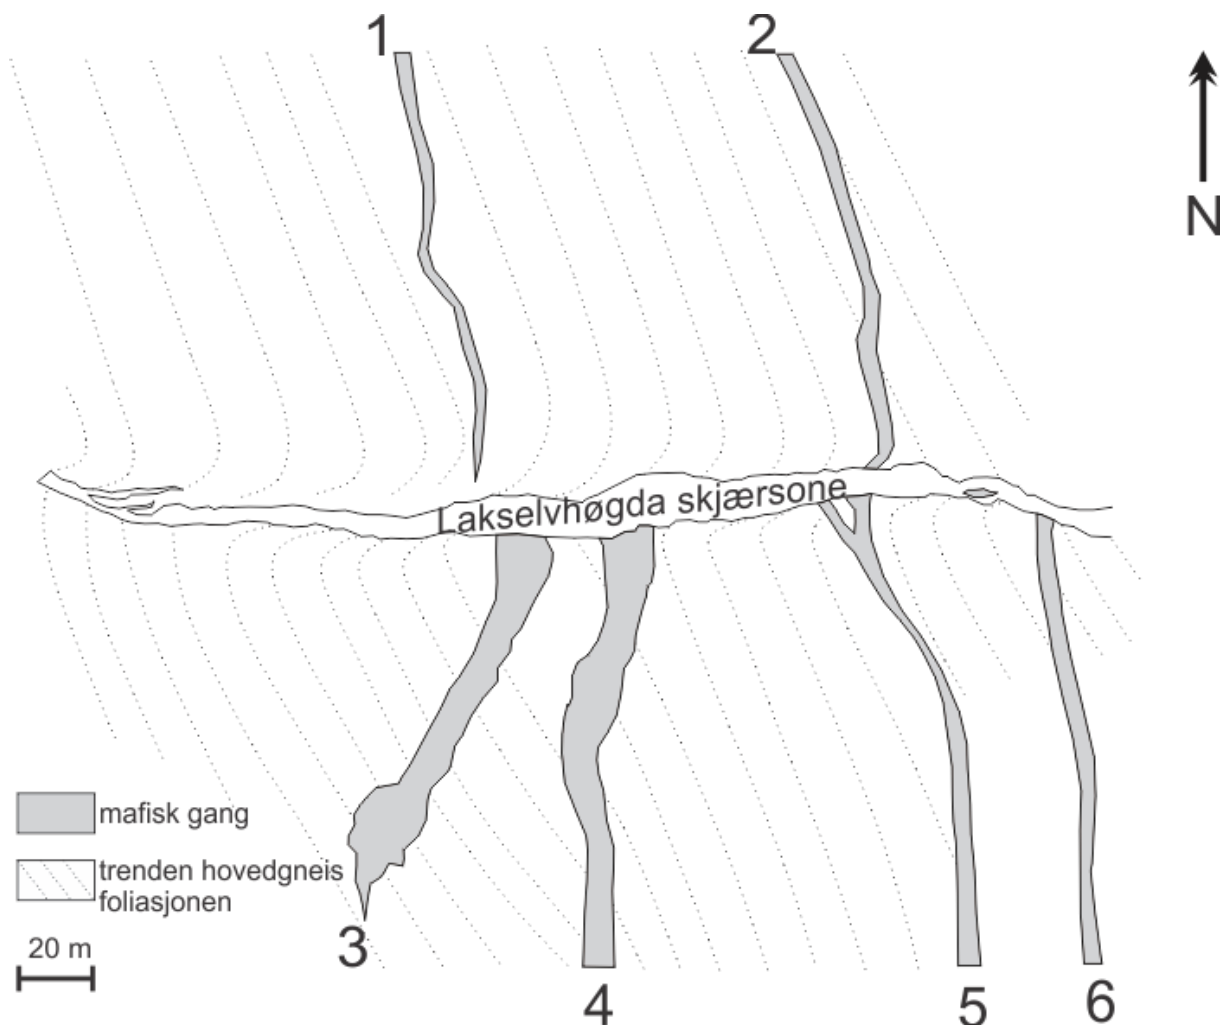 1
2
N
Lakselvhøgda skjærsone
mafisk gang
trenden hovedgneis
foliasjonen
20 m
3
4
5
6